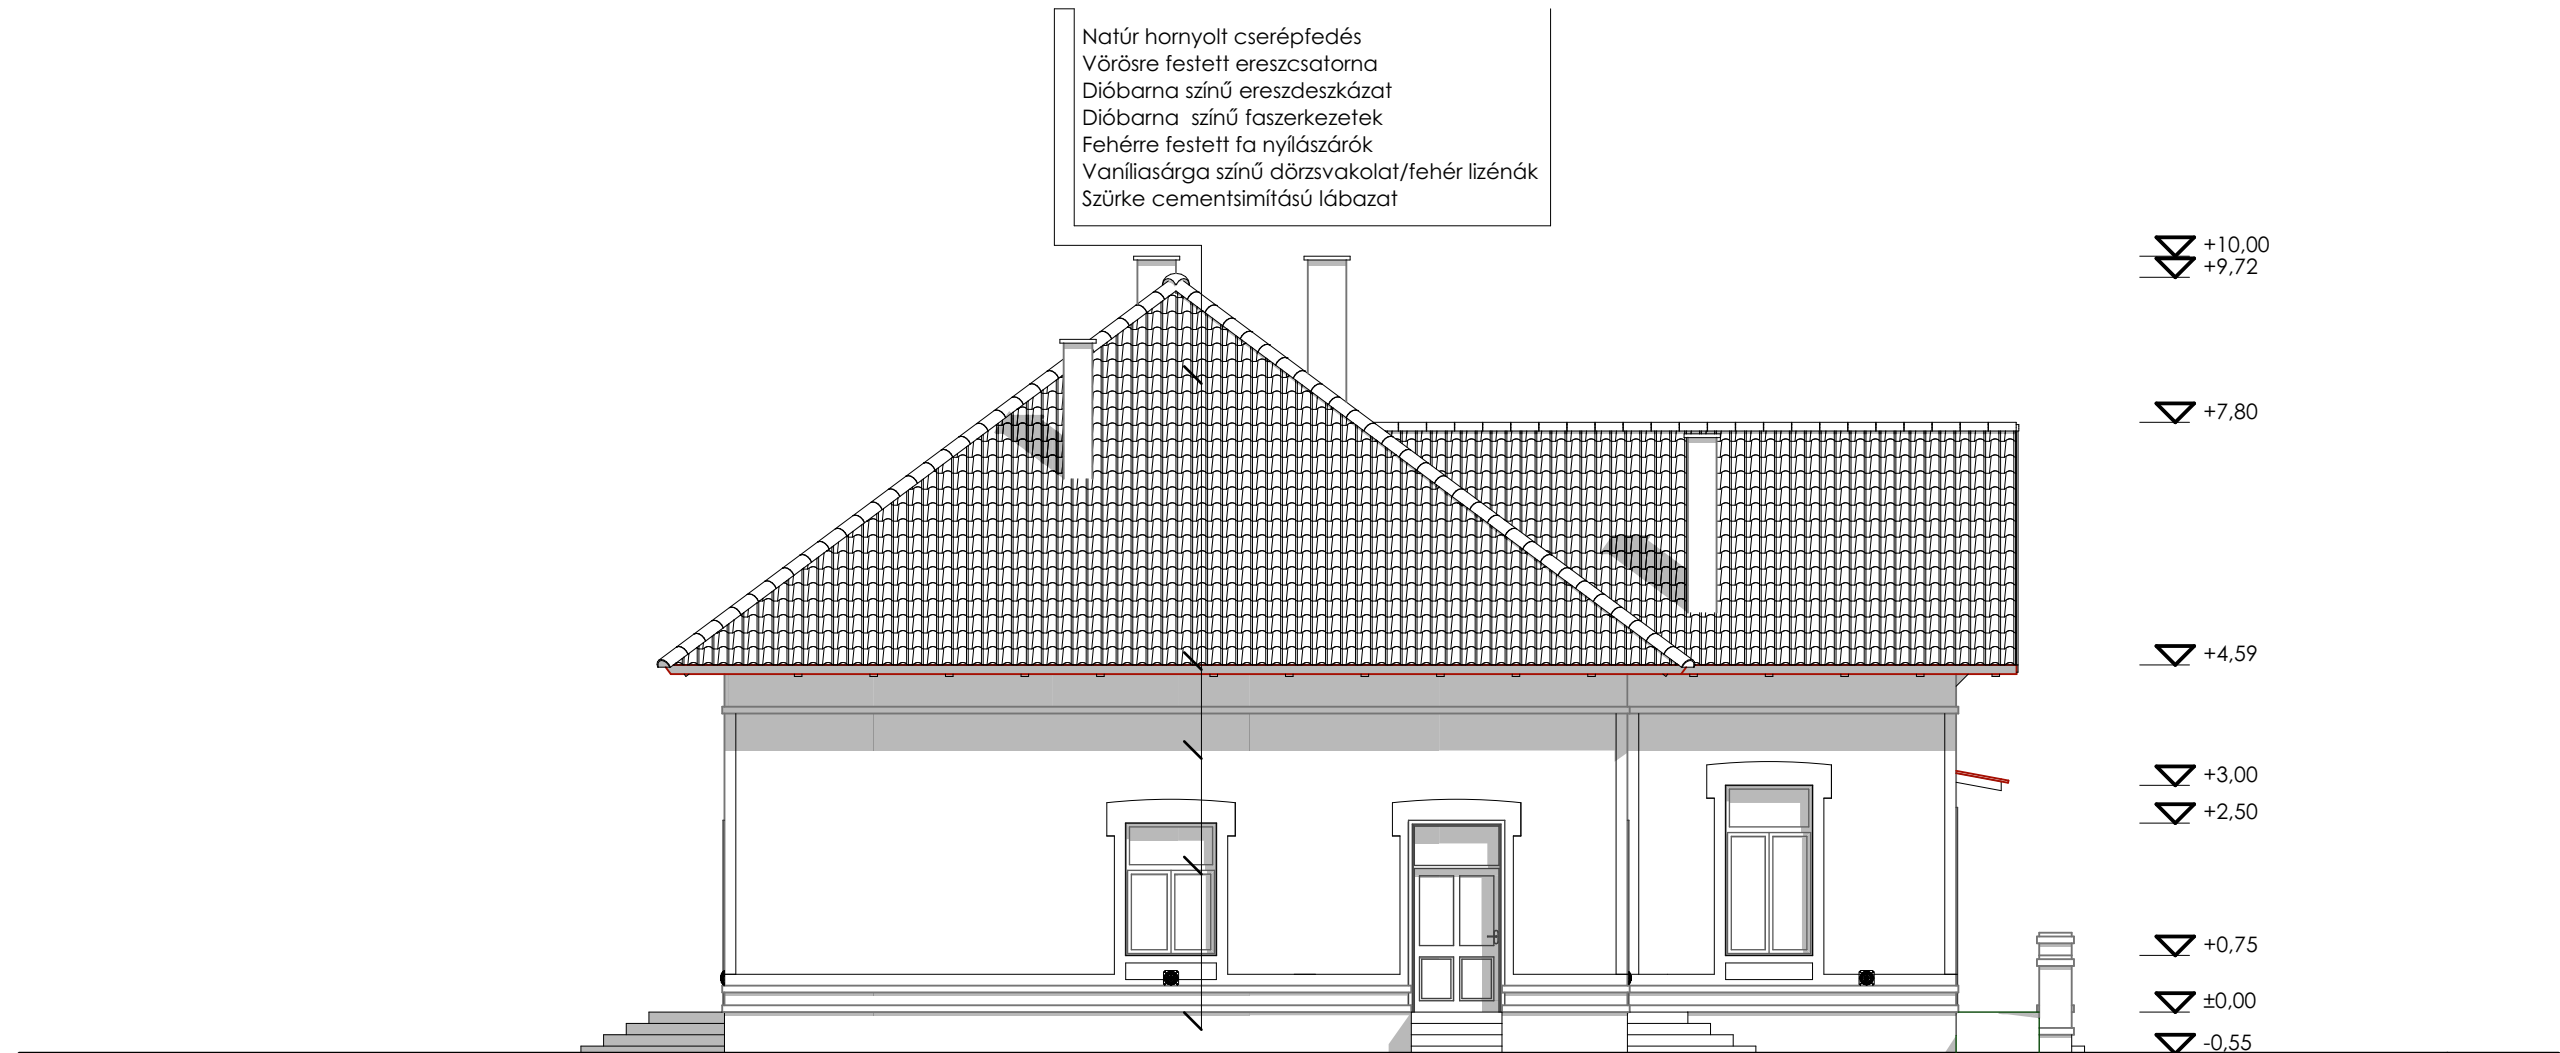 Natúr hornyolt cserépfedés
Vörösre festett ereszcsatorna
Dióbarna színű ereszdeszkázat
Dióbarna  színű faszerkezetek
Fehérre festett fa nyílászárók
Vaníliasárga színű dörzsvakolat/fehér lizénák
Szürke cementsimítású lábazat
+10,00
+9,72
+7,80
+4,59
+3,00
+2,50
+0,75
±0,00
-0,55